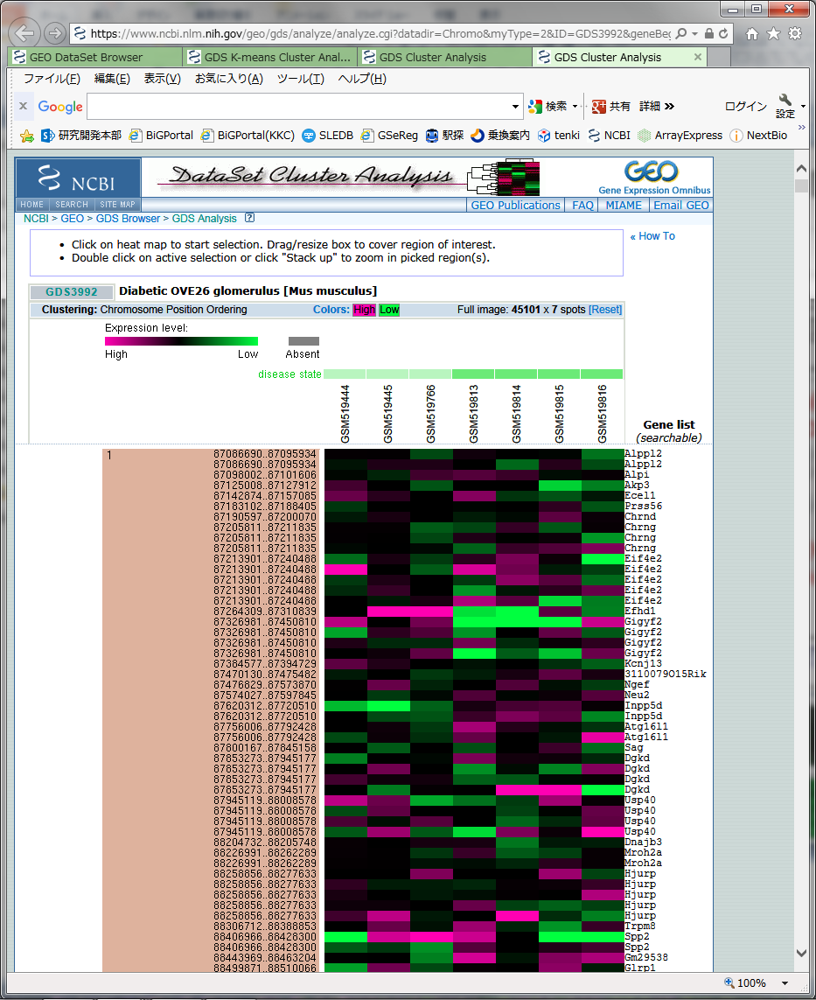 https://www.ncbi.nlm.nih.gov/geo/gds/analyze/analyze.cgi?datadir=Chromo&myType=2&ID=GDS3992&geneBeg
GEO DataSet Browser
GDS K-means Cluster Anal...
GDS Cluster Analysis
GDS Cluster Analysis
ファイル(F) 編集(E) 表示(V) お気に入り(A) ツール(T) ヘルプ(H)
x Google 検索 共有 詳細 » ログイン 設定
研究開発本部 BiGPortal BiGPortal(KKC) SLEDB GSeReg 駅探 乗換案内 tenki NCBI ArrayExpress NextBio »
NCBI DataSet Cluster Analysis GEO
Gene Expression Omnibus
HOME SEARCH SITE MAP GEO Publications FAQ MIAME Email GEO
NCBI > GEO > GDS Browser > GDS Analysis ?
• Click on heat map to start selection. Drag/resize box to cover region of interest.
• Double click on active selection or click "Stack up" to zoom in picked region(s).
« How To
GDS3992 Diabetic OVE26 glomerulus [Mus musculus]
Clustering: Chromosome Position Ordering Colors: High Low Full image: 45101 x 7 spots [Reset]
Expression level:
High Low Absent
disease state
GSM519444
GSM519445
GSM519766
GSM519813
GSM519814
GSM519815
GSM519816
Gene list
(searchable)
1 87086690..87095934 Alppl2
87086690..87095934 Alppl2
87098002..87101606 Alpi
87125008..87127912 Akp3
87142874..87157085 Ecel1
87183102..87188405 Prss56
87190597..87200070 Chrnd
87205811..87211835 Chrng
87205811..87211835 Chrng
87205811..87211835 Chrng
87213901..87240488 Eif4e2
87213901..87240488 Eif4e2
87213901..87240488 Eif4e2
87213901..87240488 Eif4e2
87213901..87240488 Eif4e2
87264309..87310839 Efhd1
87326981..87450810 Gigyf2
87326981..87450810 Gigyf2
87326981..87450810 Gigyf2
87326981..87450810 Gigyf2
87384577..87394729 Kcnj13
87470130..87475482 3110079O15Rik
87476829..87573870 Ngef
87574027..87597845 Neu2
87620312..87720510 Inpp5d
87620312..87720510 Inpp5d
87756006..87792428 Atg16l1
87756006..87792428 Atg16l1
87800167..87845158 Sag
87853273..87945177 Dgkd
87853273..87945177 Dgkd
87853273..87945177 Dgkd
87853273..87945177 Dgkd
87945119..88008578 Usp40
87945119..88008578 Usp40
87945119..88008578 Usp40
87945119..88008578 Usp40
88204732..88205748 Dnajb3
88226991..88262289 Mroh2a
88226991..88262289 Mroh2a
88258856..88277633 Hjurp
88258856..88277633 Hjurp
88258856..88277633 Hjurp
88258856..88277633 Hjurp
88258856..88277633 Hjurp
88306712..88388853 Trpm8
88406966..88428300 Spp2
88406966..88428300 Spp2
88443969..88463204 Gm29538
88499871..88510066 Glrp1
100%